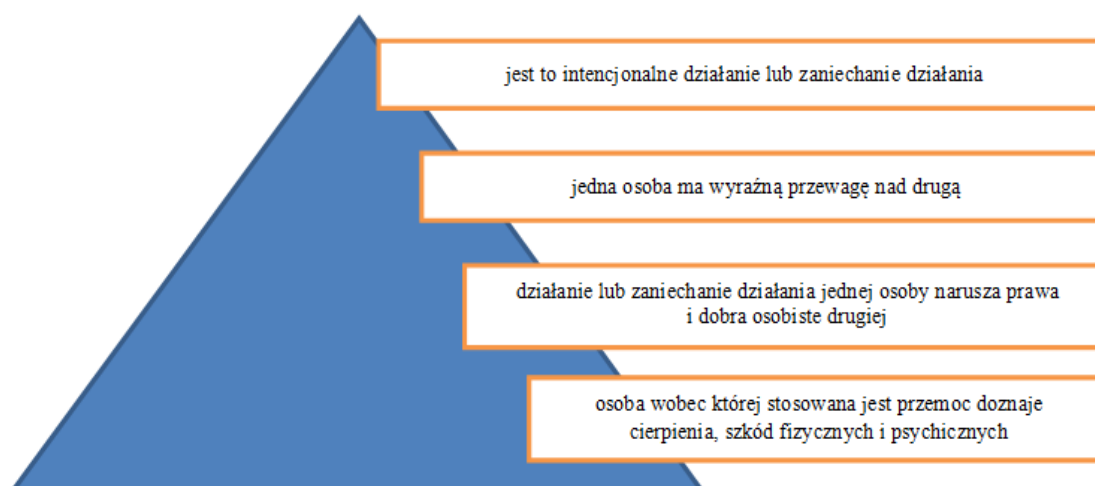 jest to intencjonalne działanie lub zaniechanie działania
jedna osoba ma wyraźną przewagę nad drugą
działanie lub zaniechanie działania jednej osoby narusza prawa
i dobra osobiste drugiej
osoba wobec której stosowana jest przemoc doznaje
cierpienia, szkód fizycznych i psychicznych